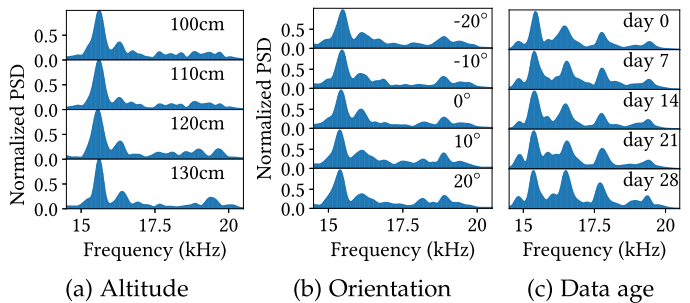 Normalized PSD
0.5
0.0
0.5
0.0
0.5
0.0
0.5
0.0
100cm
110cm
120cm
130cm
15 17.5 20
Frequency (kHz)
(a) Altitude
Normalized PSD
0.5
0.0
0.5
0.0
0.5
0.0
0.5
0.0
0.5
0.0
-20°
-10°
0°
10°
20°
15 17.5 20
Frequency (kHz)
(b) Orientation
day 0
day 7
day 14
day 21
day 28
15 17.5 20
Frequency (kHz)
(c) Data age